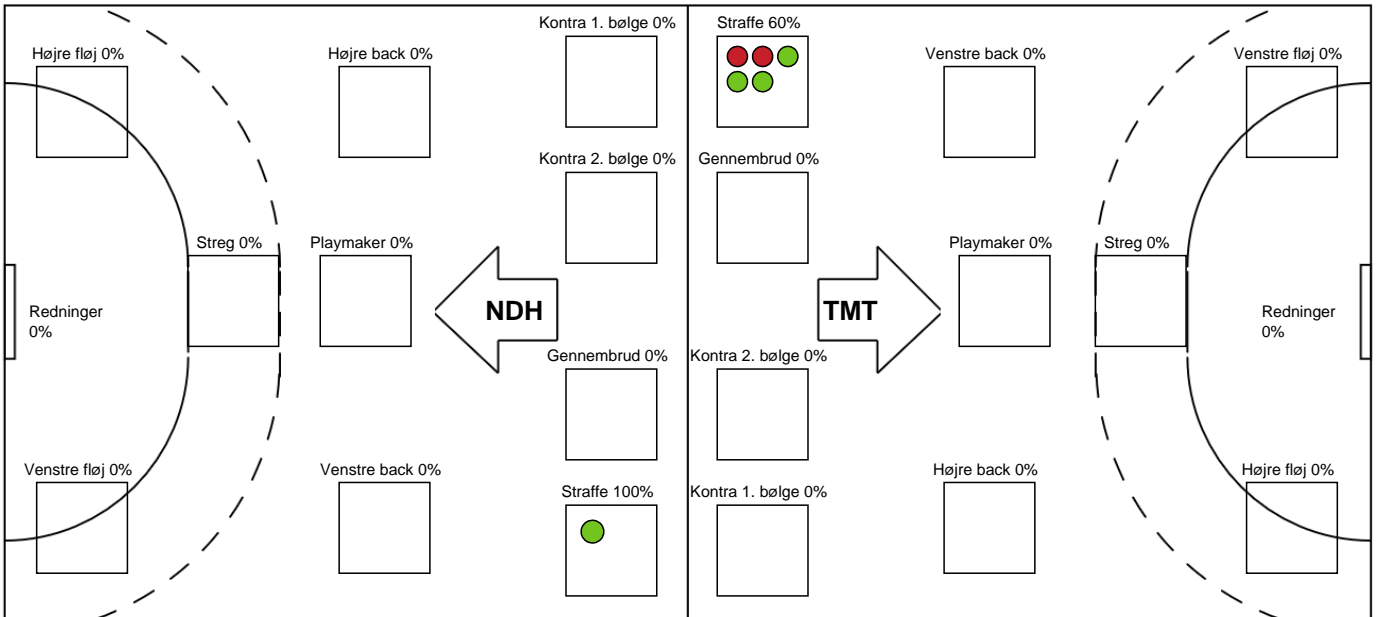 Kontra 1. bølge 0%
Straffe 60%
Højre fløj 0%
Højre back 0%
Venstre back 0%
Venstre fløj 0%
Kontra 2. bølge 0%
Gennembrud 0%
Streg 0%
Playmaker 0%
Playmaker 0%
Streg 0%
Redninger
0%
NDH
TMT
Redninger
0%
Gennembrud 0%
Kontra 2. bølge 0%
Venstre fløj 0%
Venstre back 0%
Højre back 0%
Højre fløj 0%
Straffe 100%
Kontra 1. bølge 0%